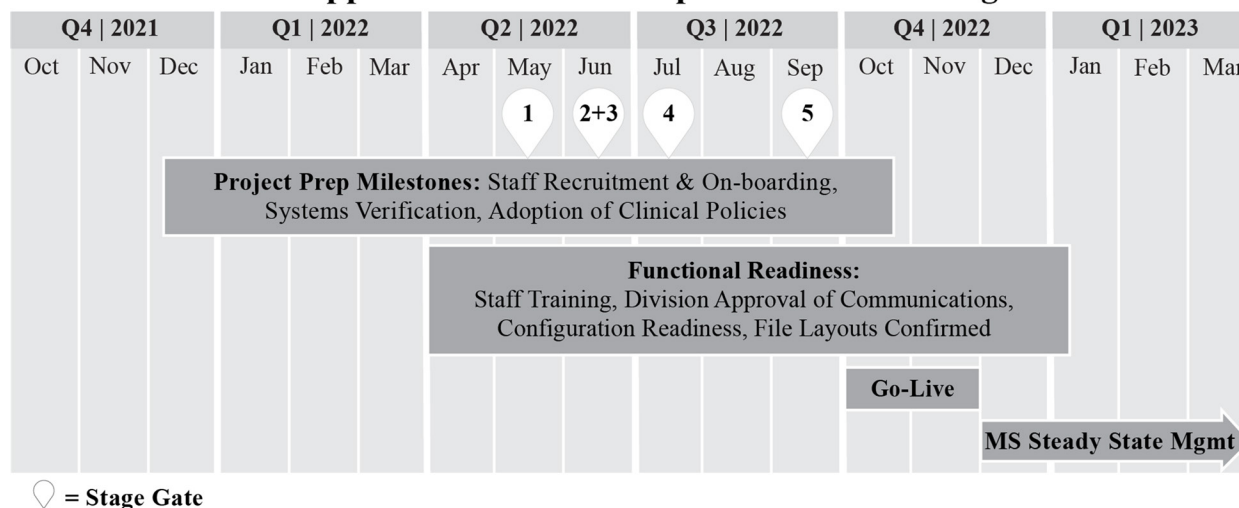 Q4 | 2021 Q1 | 2022 Q2 | 2022 Q3 | 2022 Q4 | 2022 Q1 | 2023
Oct Nov Dec Jan Feb Mar Apr May Jun Jul Aug Sep Oct Nov Dec Jan Feb Mar
1 2+3 4 5
Project Prep Milestones: Staff Recruitment & On-boarding,
Systems Verification, Adoption of Clinical Policies
Functional Readiness:
Staff Training, Division Approval of Communications,
Configuration Readiness, File Layouts Confirmed
Go-Live
MS Steady State Mgmt
= Stage Gate